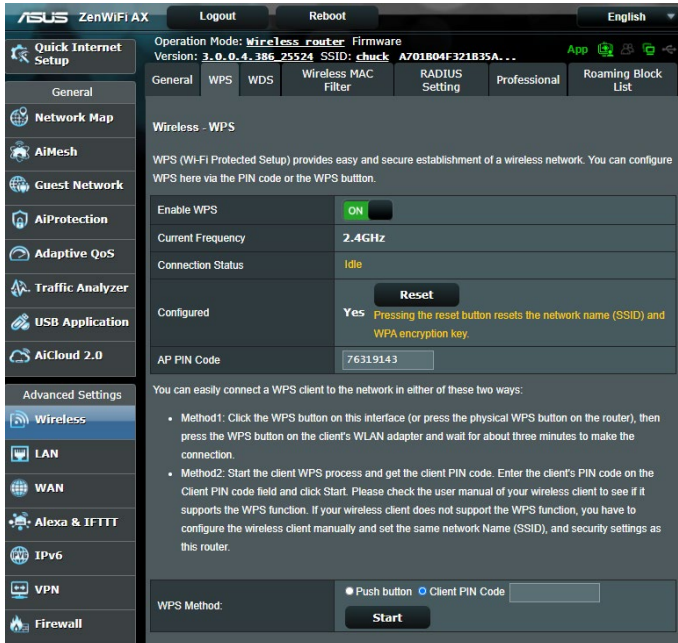 ASUS ZenWiFi AX Logout Reboot English
Quick Internet Setup
General
Network Map
AiMesh
Guest Network
AiProtection
Adaptive QoS
Traffic Analyzer
USB Application
AiCloud 2.0
Advanced Settings
Wireless
LAN
WAN
Alexa & IFTTT
IPv6
VPN
Firewall
Operation Mode: Wireless router Firmware
Version: 3.0.0.4.386_25524 SSID: chuck A701B04F321B35A...
App
General WPS WDS Wireless MAC Filter RADIUS Setting Professional Roaming Block List
Wireless - WPS
WPS (Wi-Fi Protected Setup) provides easy and secure establishment of a wireless network. You can configure
WPS here via the PIN code or the WPS buttton.
Enable WPS ON
Current Frequency 2.4GHz
Connection Status Idle
Configured Yes Reset
Pressing the reset button resets the network name (SSID) and
WPA encryption key.
AP PIN Code 76319143
You can easily connect a WPS client to the network in either of these two ways:
• Method1: Click the WPS button on this interface (or press the physical WPS button on the router), then
press the WPS button on the client's WLAN adapter and wait for about three minutes to make the
connection.
• Method2: Start the client WPS process and get the client PIN code. Enter the client's PIN code on the
Client PIN code field and click Start. Please check the user manual of your wireless client to see if it
supports the WPS function. If your wireless client does not support the WPS function, you have to
configure the wireless client manually and set the same network Name (SSID), and security settings as
this router.
WPS Method: Push button Client PIN Code
Start